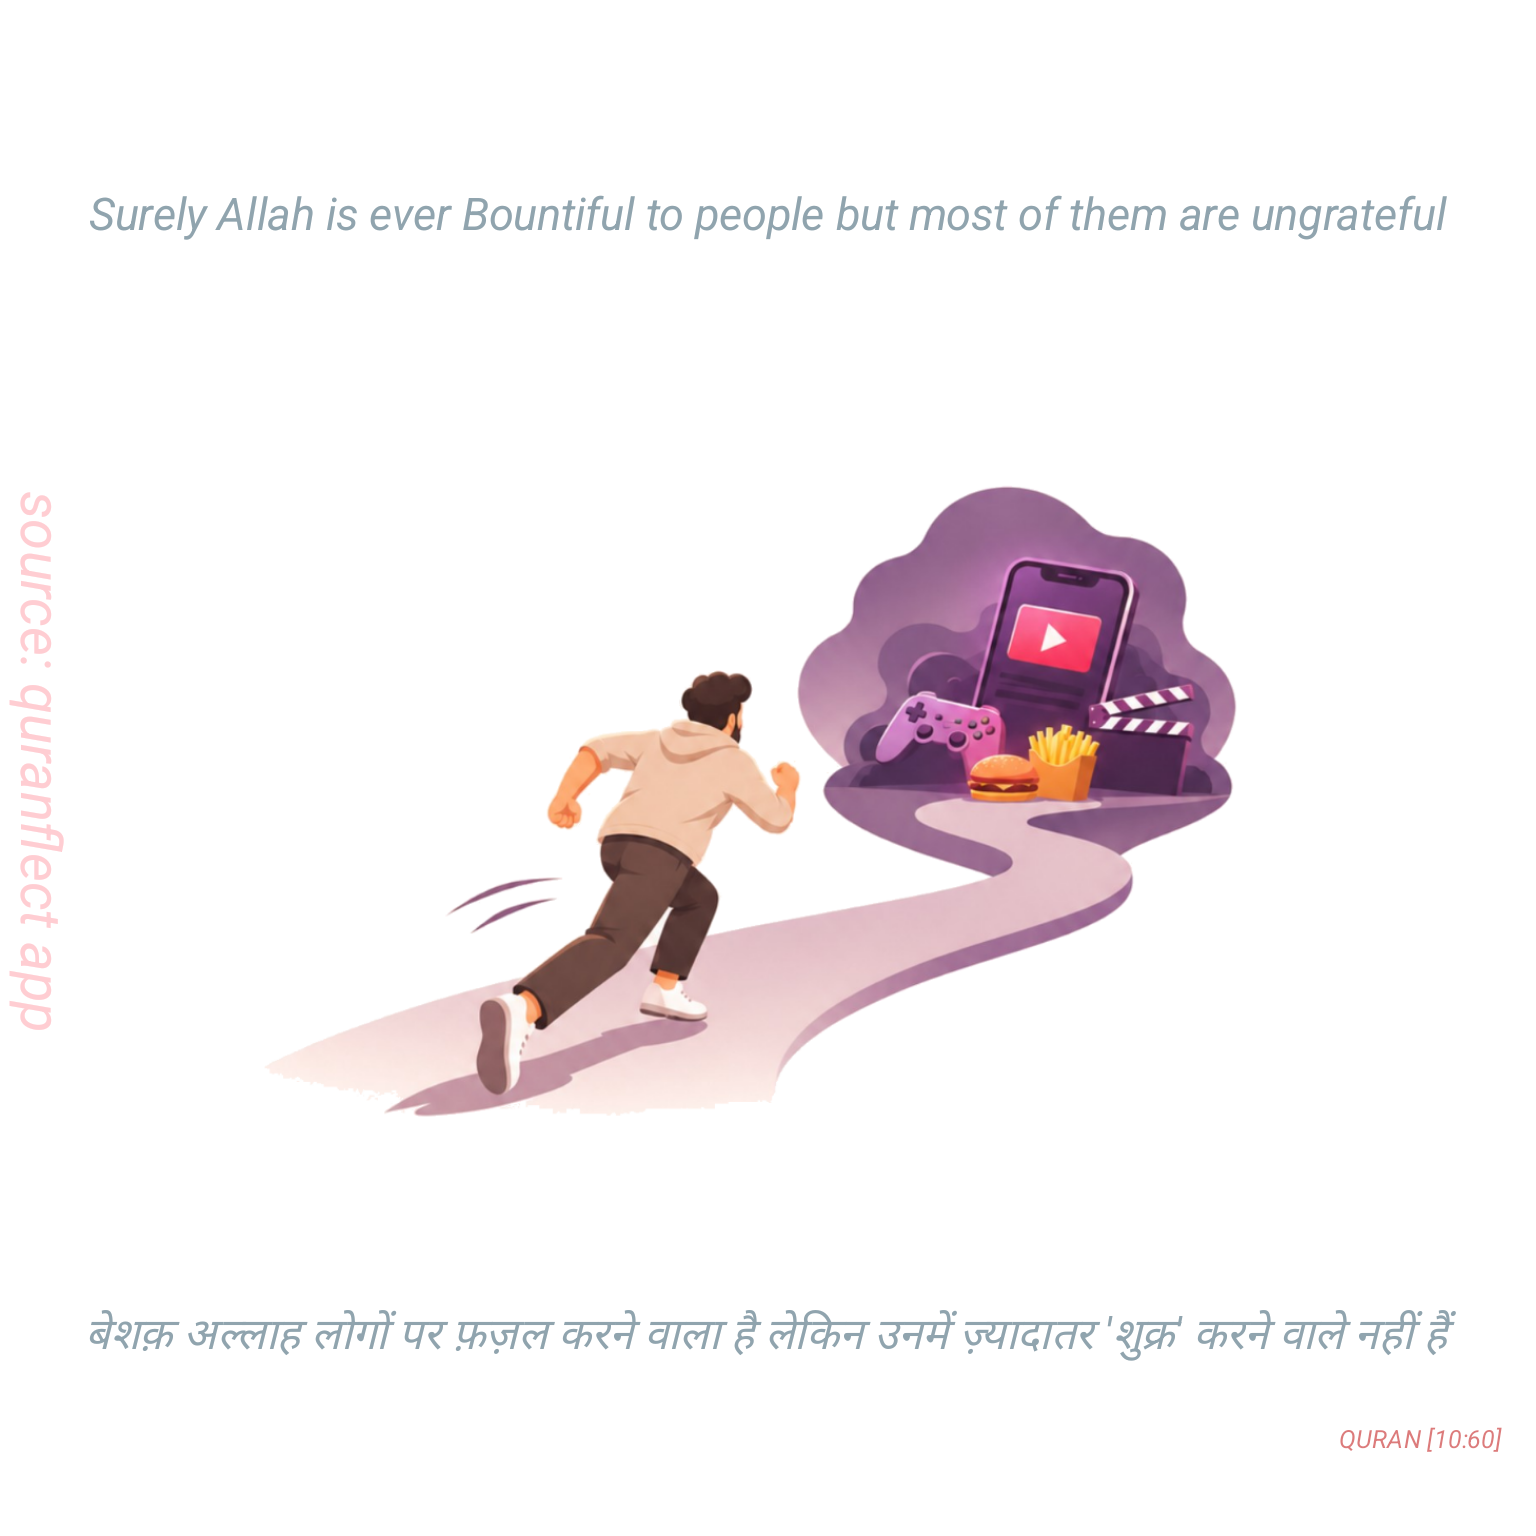 Surely Allah is ever Bountiful to people but most of them are ungrateful
source: quranflect app
बेशक़ अल्लाह लोगों पर फ़ज़ल करने वाला है लेकिन उनमें ज़्यादातर 'शुक्र' करने वाले नहीं हैं
QURAN [10:60]